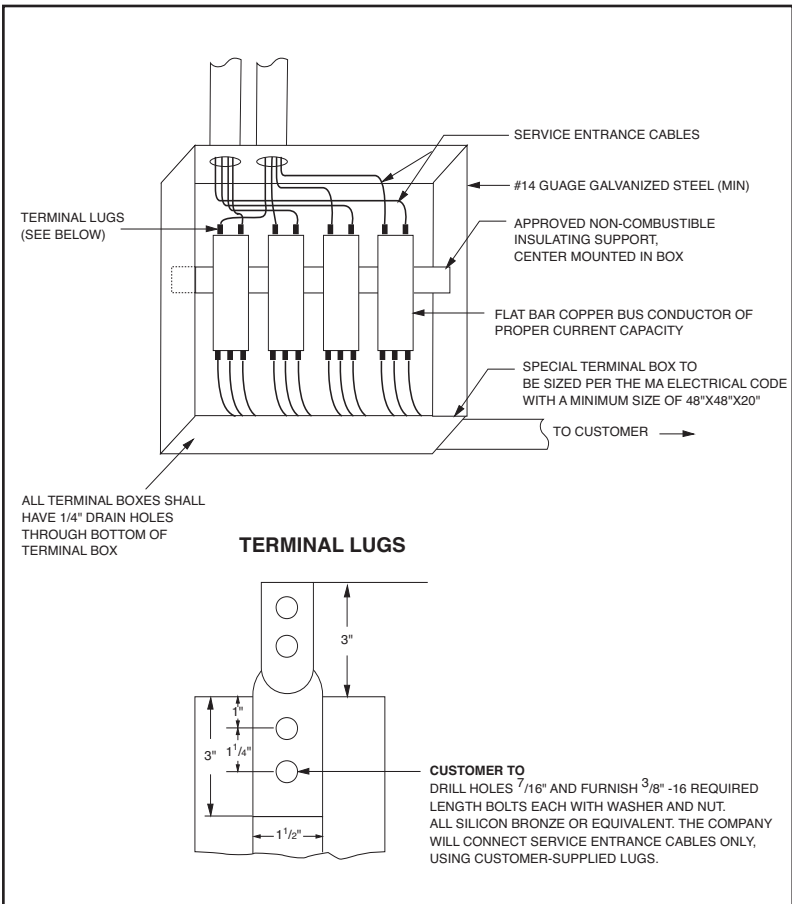 SERVICE ENTRANCE CABLES
#14 GUAGE GALVANIZED STEEL (MIN)
TERMINAL LUGS
(SEE BELOW)
APPROVED NON-COMBUSTIBLE
INSULATING SUPPORT,
CENTER MOUNTED IN BOX
FLAT BAR COPPER BUS CONDUCTOR OF
PROPER CURRENT CAPACITY
SPECIAL TERMINAL BOX TO
BE SIZED PER THE MA ELECTRICAL CODE
WITH A MINIMUM SIZE OF 48"X48"X20"
TO CUSTOMER
ALL TERMINAL BOXES SHALL
HAVE 1/4" DRAIN HOLES
THROUGH BOTTOM OF
TERMINAL BOX
TERMINAL LUGS
3"
1"
3"
1 1/4"
1 1/2"
CUSTOMER TO
DRILL HOLES 7/16" AND FURNISH 3/8" -16 REQUIRED
LENGTH BOLTS EACH WITH WASHER AND NUT.
ALL SILICON BRONZE OR EQUIVALENT. THE COMPANY
WILL CONNECT SERVICE ENTRANCE CABLES ONLY,
USING CUSTOMER-SUPPLIED LUGS.